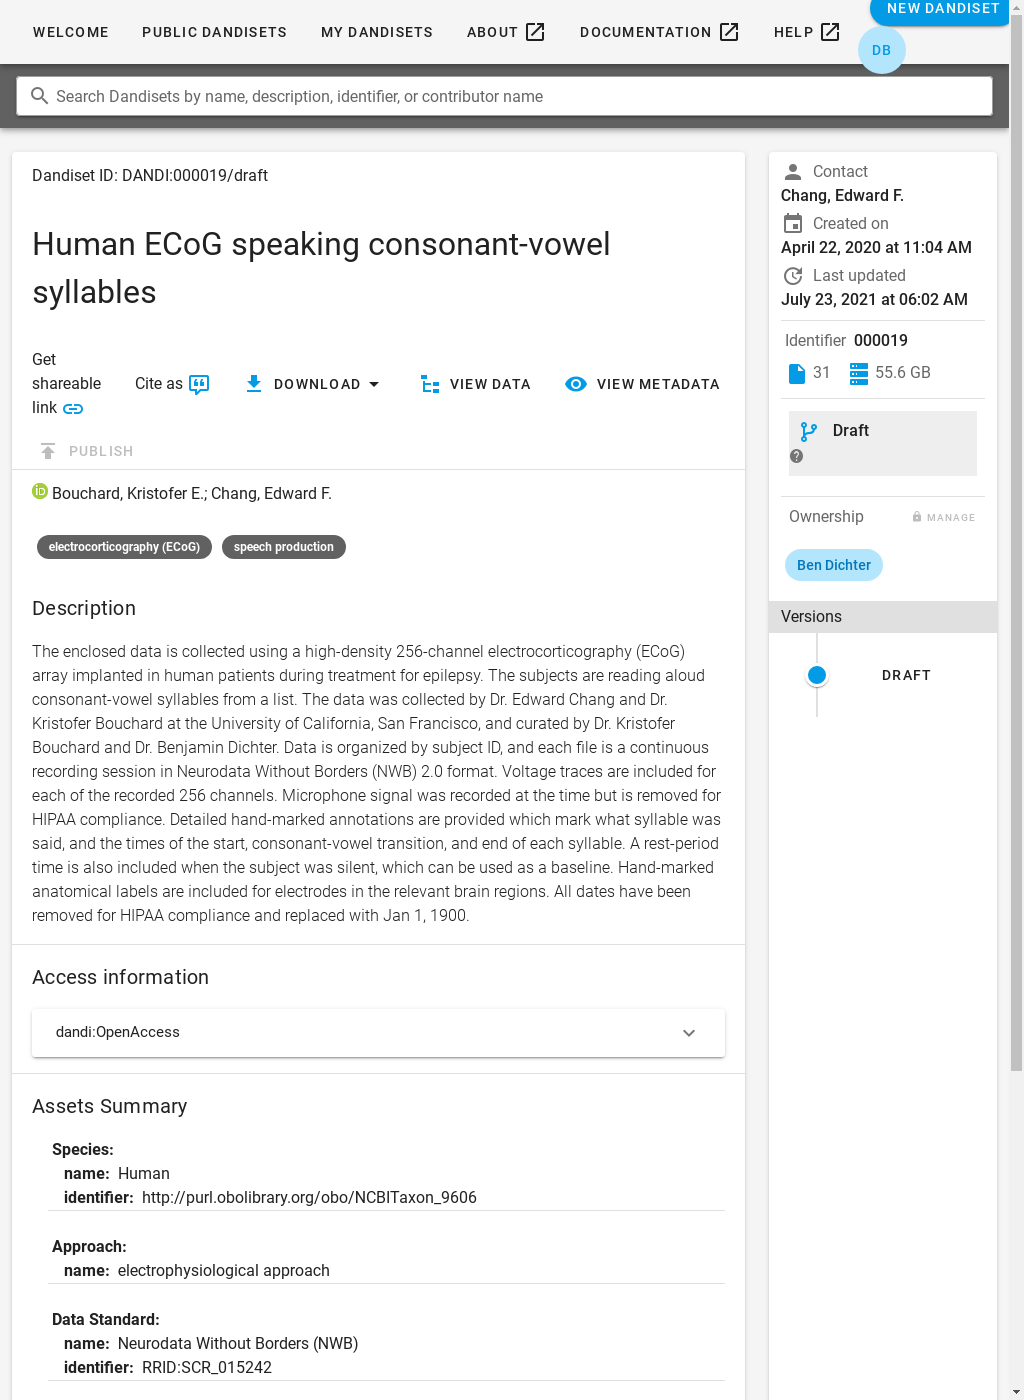 NEW DANDISET
WELCOME PUBLIC DANDISETS MY DANDISETS ABOUT DOCUMENTATION HELP
DB
Search Dandisets by name, description, identifier, or contributor name
Dandiset ID: DANDI:000019/draft
Human ECoG speaking consonant-vowel
syllables
Get
shareable
link
Cite as
DOWNLOAD
VIEW DATA
VIEW METADATA
PUBLISH
Bouchard, Kristofer E.; Chang, Edward F.
electrocorticography (ECoG) speech production
Description
The enclosed data is collected using a high-density 256-channel electrocorticography (ECoG)
array implanted in human patients during treatment for epilepsy. The subjects are reading aloud
consonant-vowel syllables from a list. The data was collected by Dr. Edward Chang and Dr.
Kristofer Bouchard at the University of California, San Francisco, and curated by Dr. Kristofer
Bouchard and Dr. Benjamin Dichter. Data is organized by subject ID, and each file is a continuous
recording session in Neurodata Without Borders (NWB) 2.0 format. Voltage traces are included for
each of the recorded 256 channels. Microphone signal was recorded at the time but is removed for
HIPAA compliance. Detailed hand-marked annotations are provided which mark what syllable was
said, and the times of the start, consonant-vowel transition, and end of each syllable. A rest-period
time is also included when the subject was silent, which can be used as a baseline. Hand-marked
anatomical labels are included for electrodes in the relevant brain regions. All dates have been
removed for HIPAA compliance and replaced with Jan 1, 1900.
Access information
dandi:OpenAccess
Assets Summary
Species:
name: Human
identifier: http://purl.obolibrary.org/obo/NCBITaxon_9606
Approach:
name: electrophysiological approach
Data Standard:
name: Neurodata Without Borders (NWB)
identifier: RRID:SCR_015242
Contact
Chang, Edward F.
Created on
April 22, 2020 at 11:04 AM
Last updated
July 23, 2021 at 06:02 AM
Identifier 000019
31 55.6 GB
Draft
Ownership MANAGE
Ben Dichter
Versions
DRAFT